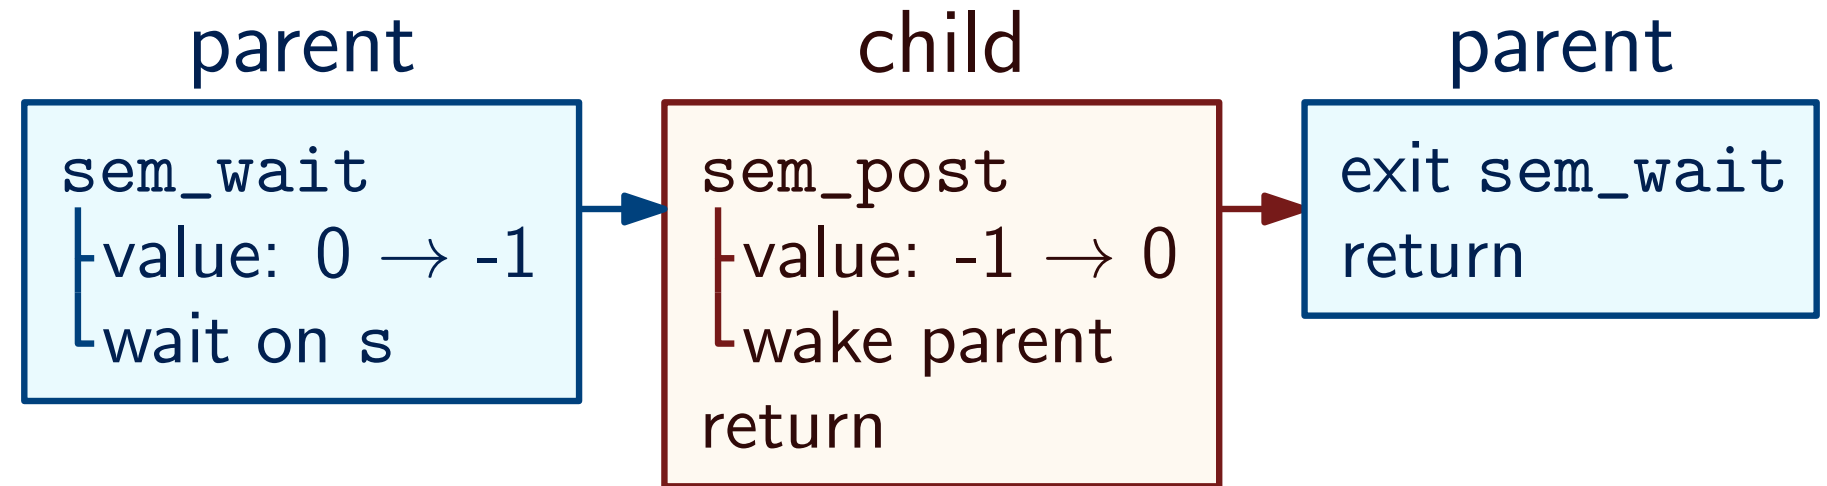 parent
sem_wait
value: 0 → -1
wait on s
child
sem_post
value: -1 → 0
wake parent
return
parent
exit sem_wait
return